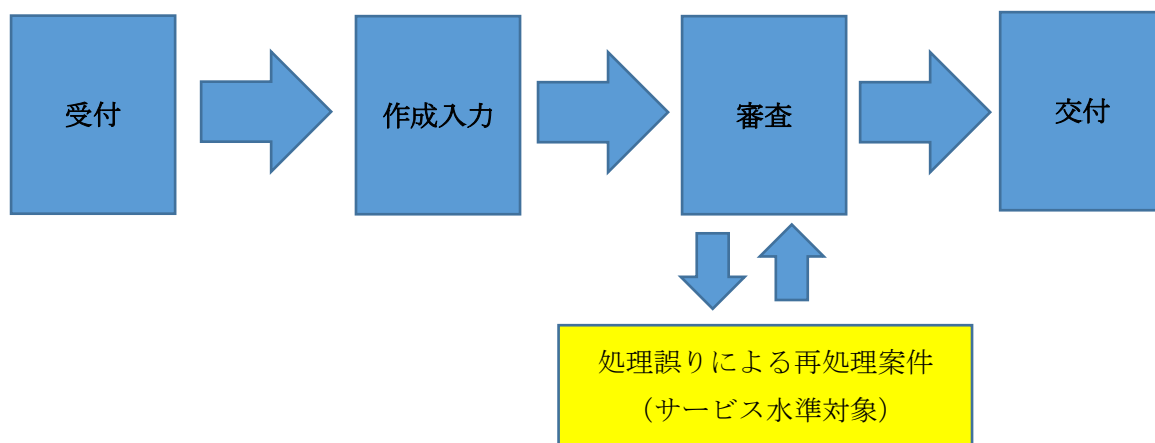 受付
作成入力
審査
交付
処理誤りによる再処理案件
（サービス水準対象）